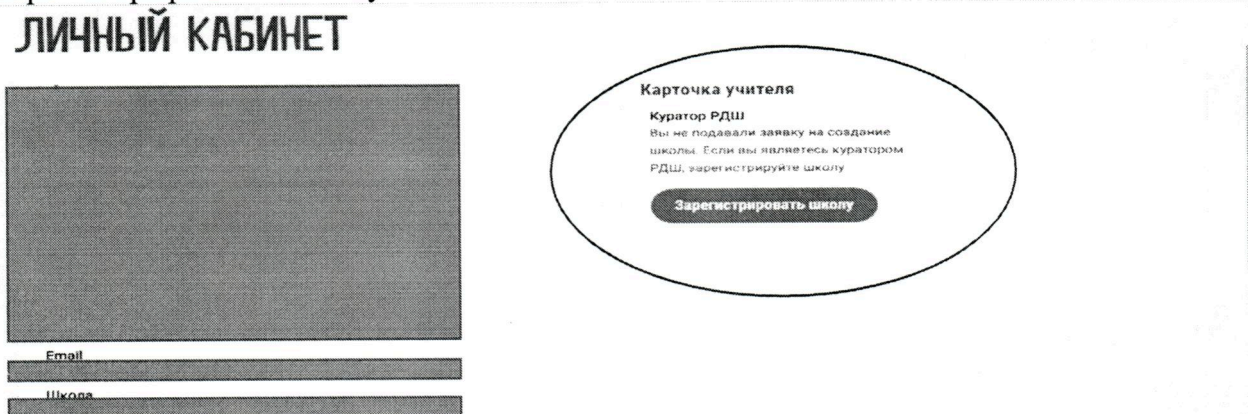 ЛИЧНЫЙ КАБИНЕТ
Карточка учителя
Куратор РДШ
Вы не подавали заявку на создание
школы. Если вы являетесь куратором
РДШ, зарегистрируйте школу
Зарегистрировать школу
Email
Школа